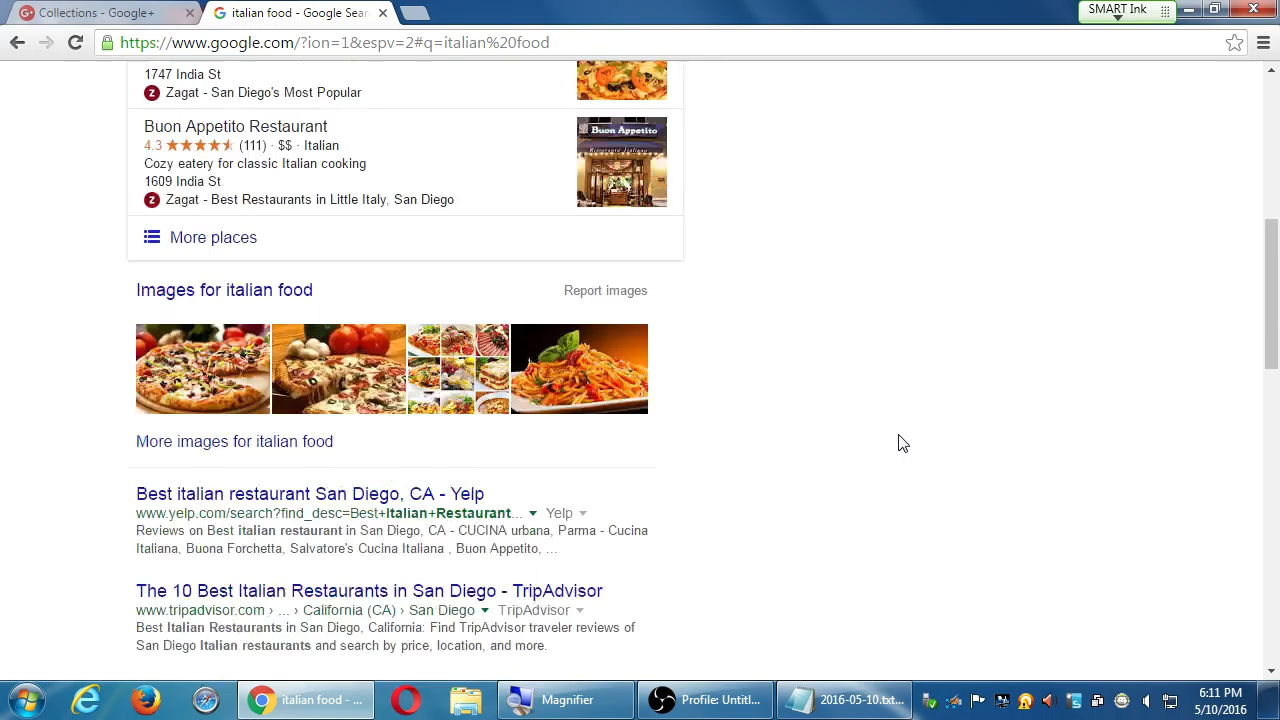 Collections - Google+
italian food - Google Sear
SMART Ink
https://www.google.com/?ion=1&espv=2#q=italian%20food
1747 India St
Zagat - San Diego's Most Popular
Buon Appetito Restaurant
4.3 ★★★★★ (111) · $$ · Italian
Cozy eatery for classic Italian cooking
1609 India St
Zagat - Best Restaurants in Little Italy, San Diego
Buon Appetito
Ristorante Italiano
More places
Images for italian food
Report images
More images for italian food
Best italian restaurant San Diego, CA - Yelp
www.yelp.com/search?find_desc=Best+Italian+Restaurant... Yelp
Reviews on Best italian restaurant in San Diego, CA - CUCINA urbana, Parma - Cucina
Italiana, Buona Forchetta, Salvatore's Cucina Italiana , Buon Appetito, ...
The 10 Best Italian Restaurants in San Diego - TripAdvisor
www.tripadvisor.com › ... › California (CA) › San Diego TripAdvisor
Best Italian Restaurants in San Diego, California: Find TripAdvisor traveler reviews of
San Diego Italian restaurants and search by price, location, and more.
italian food - ...
Magnifier
Profile: Untitl...
2016-05-10.txt...
6:11 PM
5/10/2016